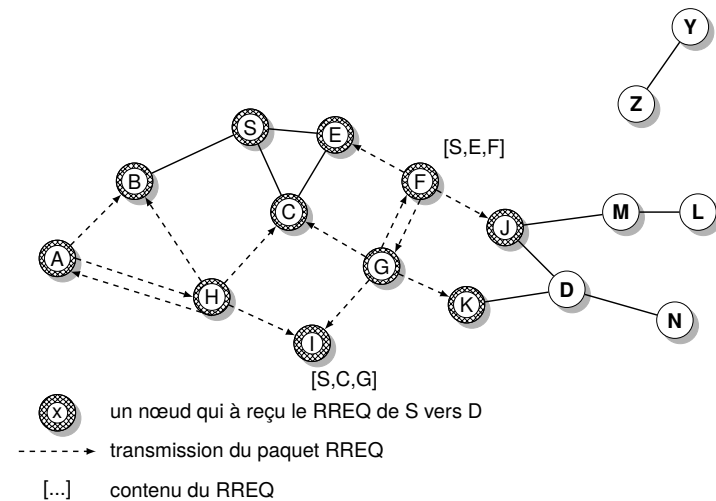 Y
Z
S
E
[S,E,F]
B
F
C
M
L
J
A
G
H
K
D
N
I
[S,C,G]
x un nœud qui à reçu le RREQ de S vers D
transmission du paquet RREQ
[...] contenu du RREQ